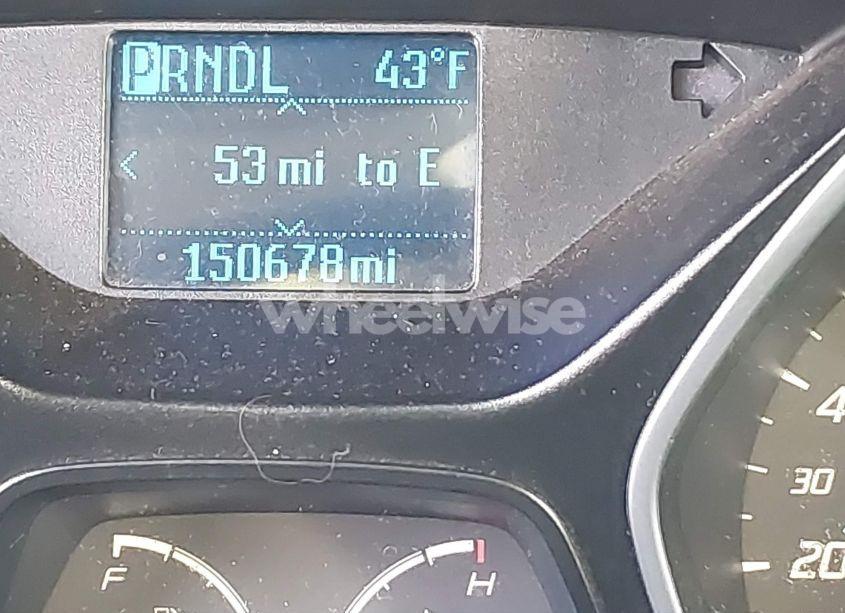 PRNDL 43°F
< 53 mi to E
150678mi
wheelwise
4
30
20
F H